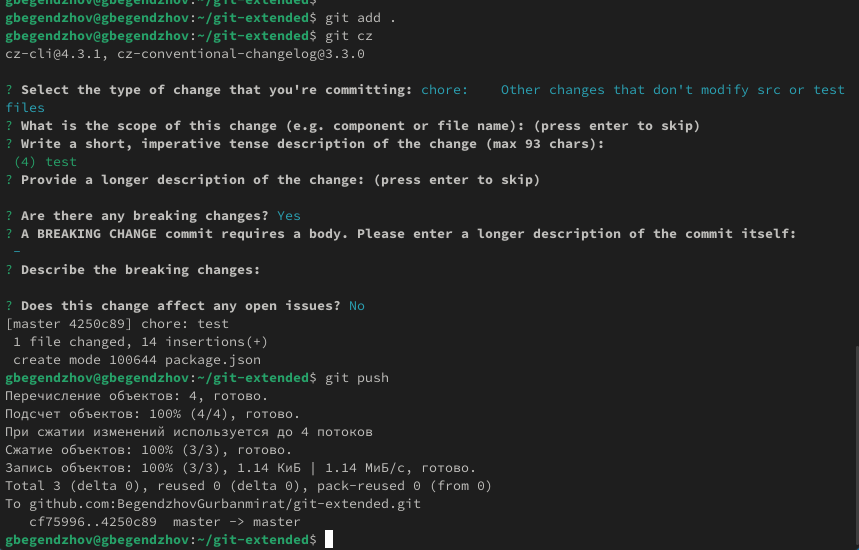 gbegendzhov@gbegendzhov:~/git-extended$
gbegendzhov@gbegendzhov:~/git-extended$ git add .
gbegendzhov@gbegendzhov:~/git-extended$ git cz
cz-cli@4.3.1, cz-conventional-changelog@3.3.0
? Select the type of change that you're committing: chore:    Other changes that don't modify src or test
files
? What is the scope of this change (e.g. component or file name): (press enter to skip)
? Write a short, imperative tense description of the change (max 93 chars):
(4) test
? Provide a longer description of the change: (press enter to skip)
? Are there any breaking changes? Yes
? A BREAKING CHANGE commit requires a body. Please enter a longer description of the commit itself:
-
? Describe the breaking changes:
? Does this change affect any open issues? No
[master 4250c89] chore: test
1 file changed, 14 insertions(+)
create mode 100644 package.json
gbegendzhov@gbegendzhov:~/git-extended$ git push
Перечисление объектов: 4, готово.
Подсчет объектов: 100% (4/4), готово.
При сжатии изменений используется до 4 потоков
Сжатие объектов: 100% (3/3), готово.
Запись объектов: 100% (3/3), 1.14 КиБ | 1.14 МиБ/с, готово.
Total 3 (delta 0), reused 0 (delta 0), pack-reused 0 (from 0)
To github.com:BegendzhovGurbanmirat/git-extended.git
cf75996..4250c89  master -> master
gbegendzhov@gbegendzhov:~/git-extended$